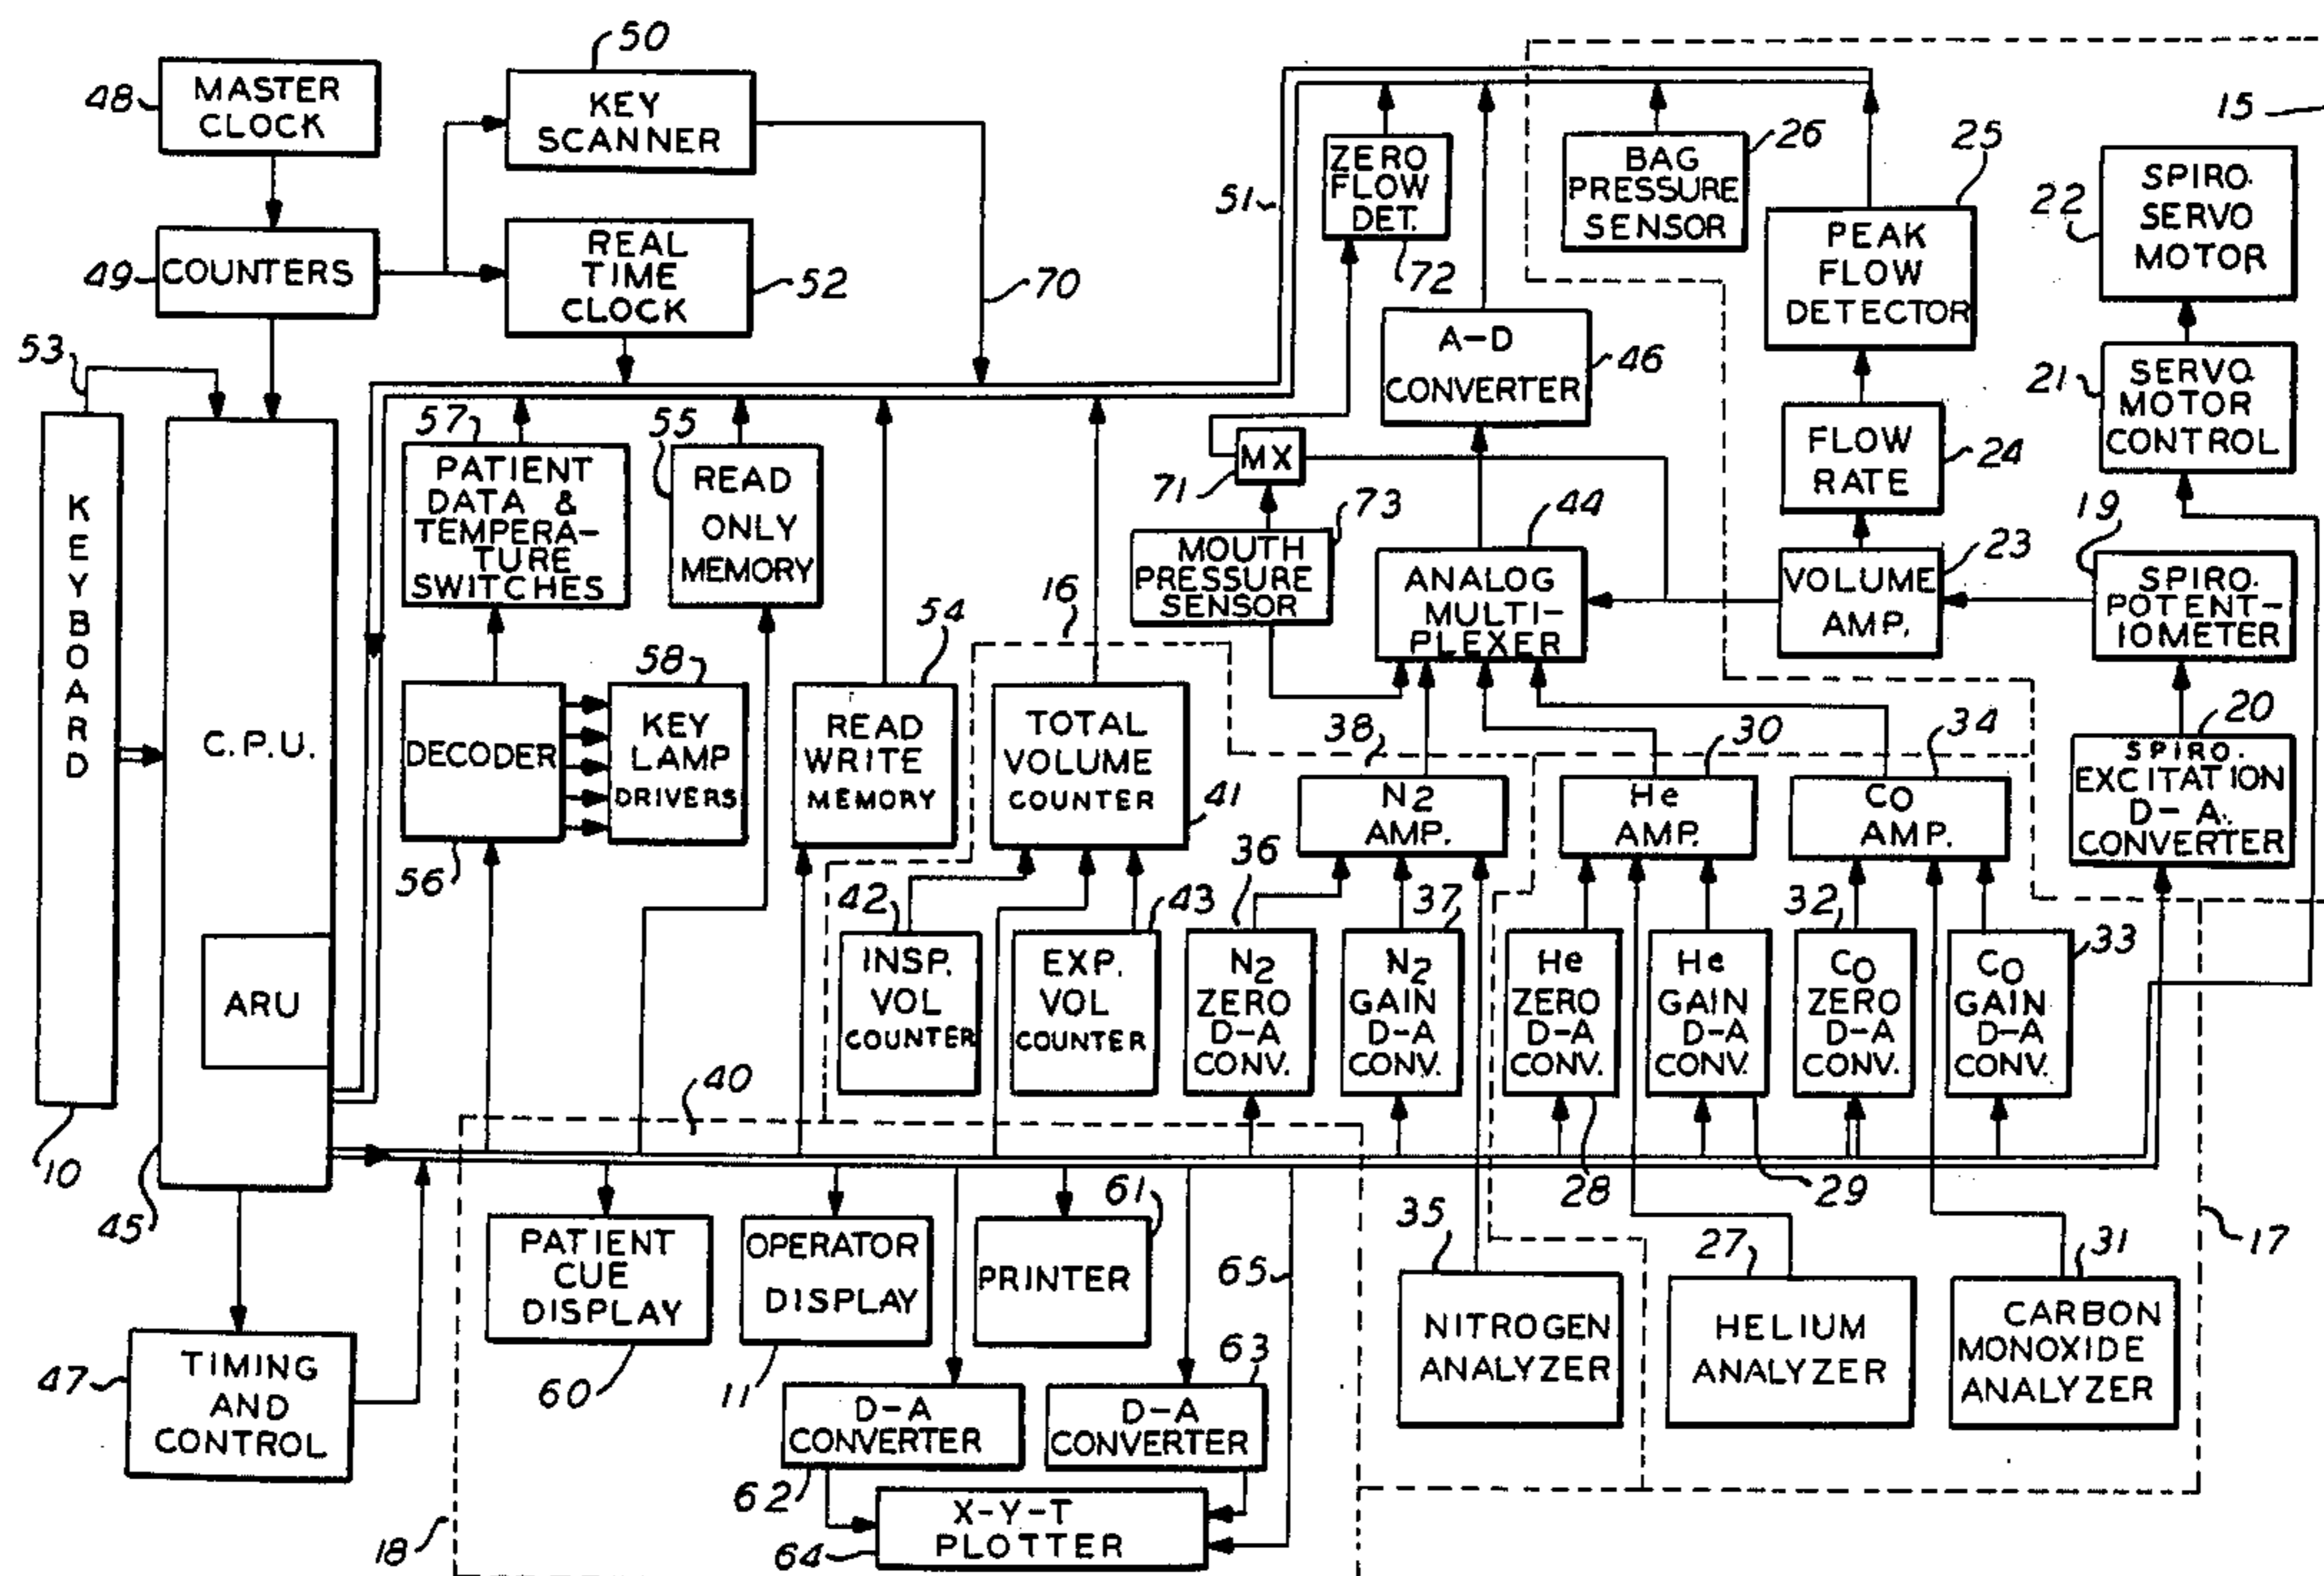 50
48
MASTER
CLOCK
KEY
SCANNER
49
COUNTERS
REAL
TIME
CLOCK
52
70
51
ZERO
FLOW
DET.
72
BAG
PRESSURE
SENSOR
26
25
PEAK
FLOW
DETECTOR
15
22
SPIRO.
SERVO
MOTOR
53
A-D
CONVERTER
46
21
SERVO.
MOTOR
CONTROL
FLOW
RATE
24
57
PATIENT
DATA &
TEMPERA-
TURE
SWITCHES
55
READ
ONLY
MEMORY
MX
71
73
MOUTH
PRESSURE
SENSOR
44
ANALOG
MULTI-
PLEXER
23
VOLUME
AMP.
19
SPIRO.
POTENT-
IOMETER
KEYBOARD
10
C.P.U.
ARU
45
16
54
58
DECODER
56
KEY
LAMP
DRIVERS
READ
WRITE
MEMORY
TOTAL
VOLUME
COUNTER
41
38
N2
AMP.
30
He
AMP.
34
CO
AMP.
20
SPIRO.
EXCITATION
D-A.
CONVERTER
42
INSP.
VOL
COUNTER
43
EXP.
VOL
COUNTER
36
N2
ZERO
D-A
CONV.
37
N2
GAIN
D-A
CONV.
He
ZERO
D-A
CONV.
28
He
GAIN
D-A
CONV.
29
32
CO
ZERO
D-A
CONV.
33
CO
GAIN
D-A
CONV.
40
47
TIMING
AND
CONTROL
PATIENT
CUE
DISPLAY
60
OPERATOR
DISPLAY
11
61
PRINTER
65
35
NITROGEN
ANALYZER
27
HELIUM
ANALYZER
31
CARBON
MONOXIDE
ANALYZER
17
D-A
CONVERTER
62
63
D-A
CONVERTER
18
64
X-Y-T
PLOTTER